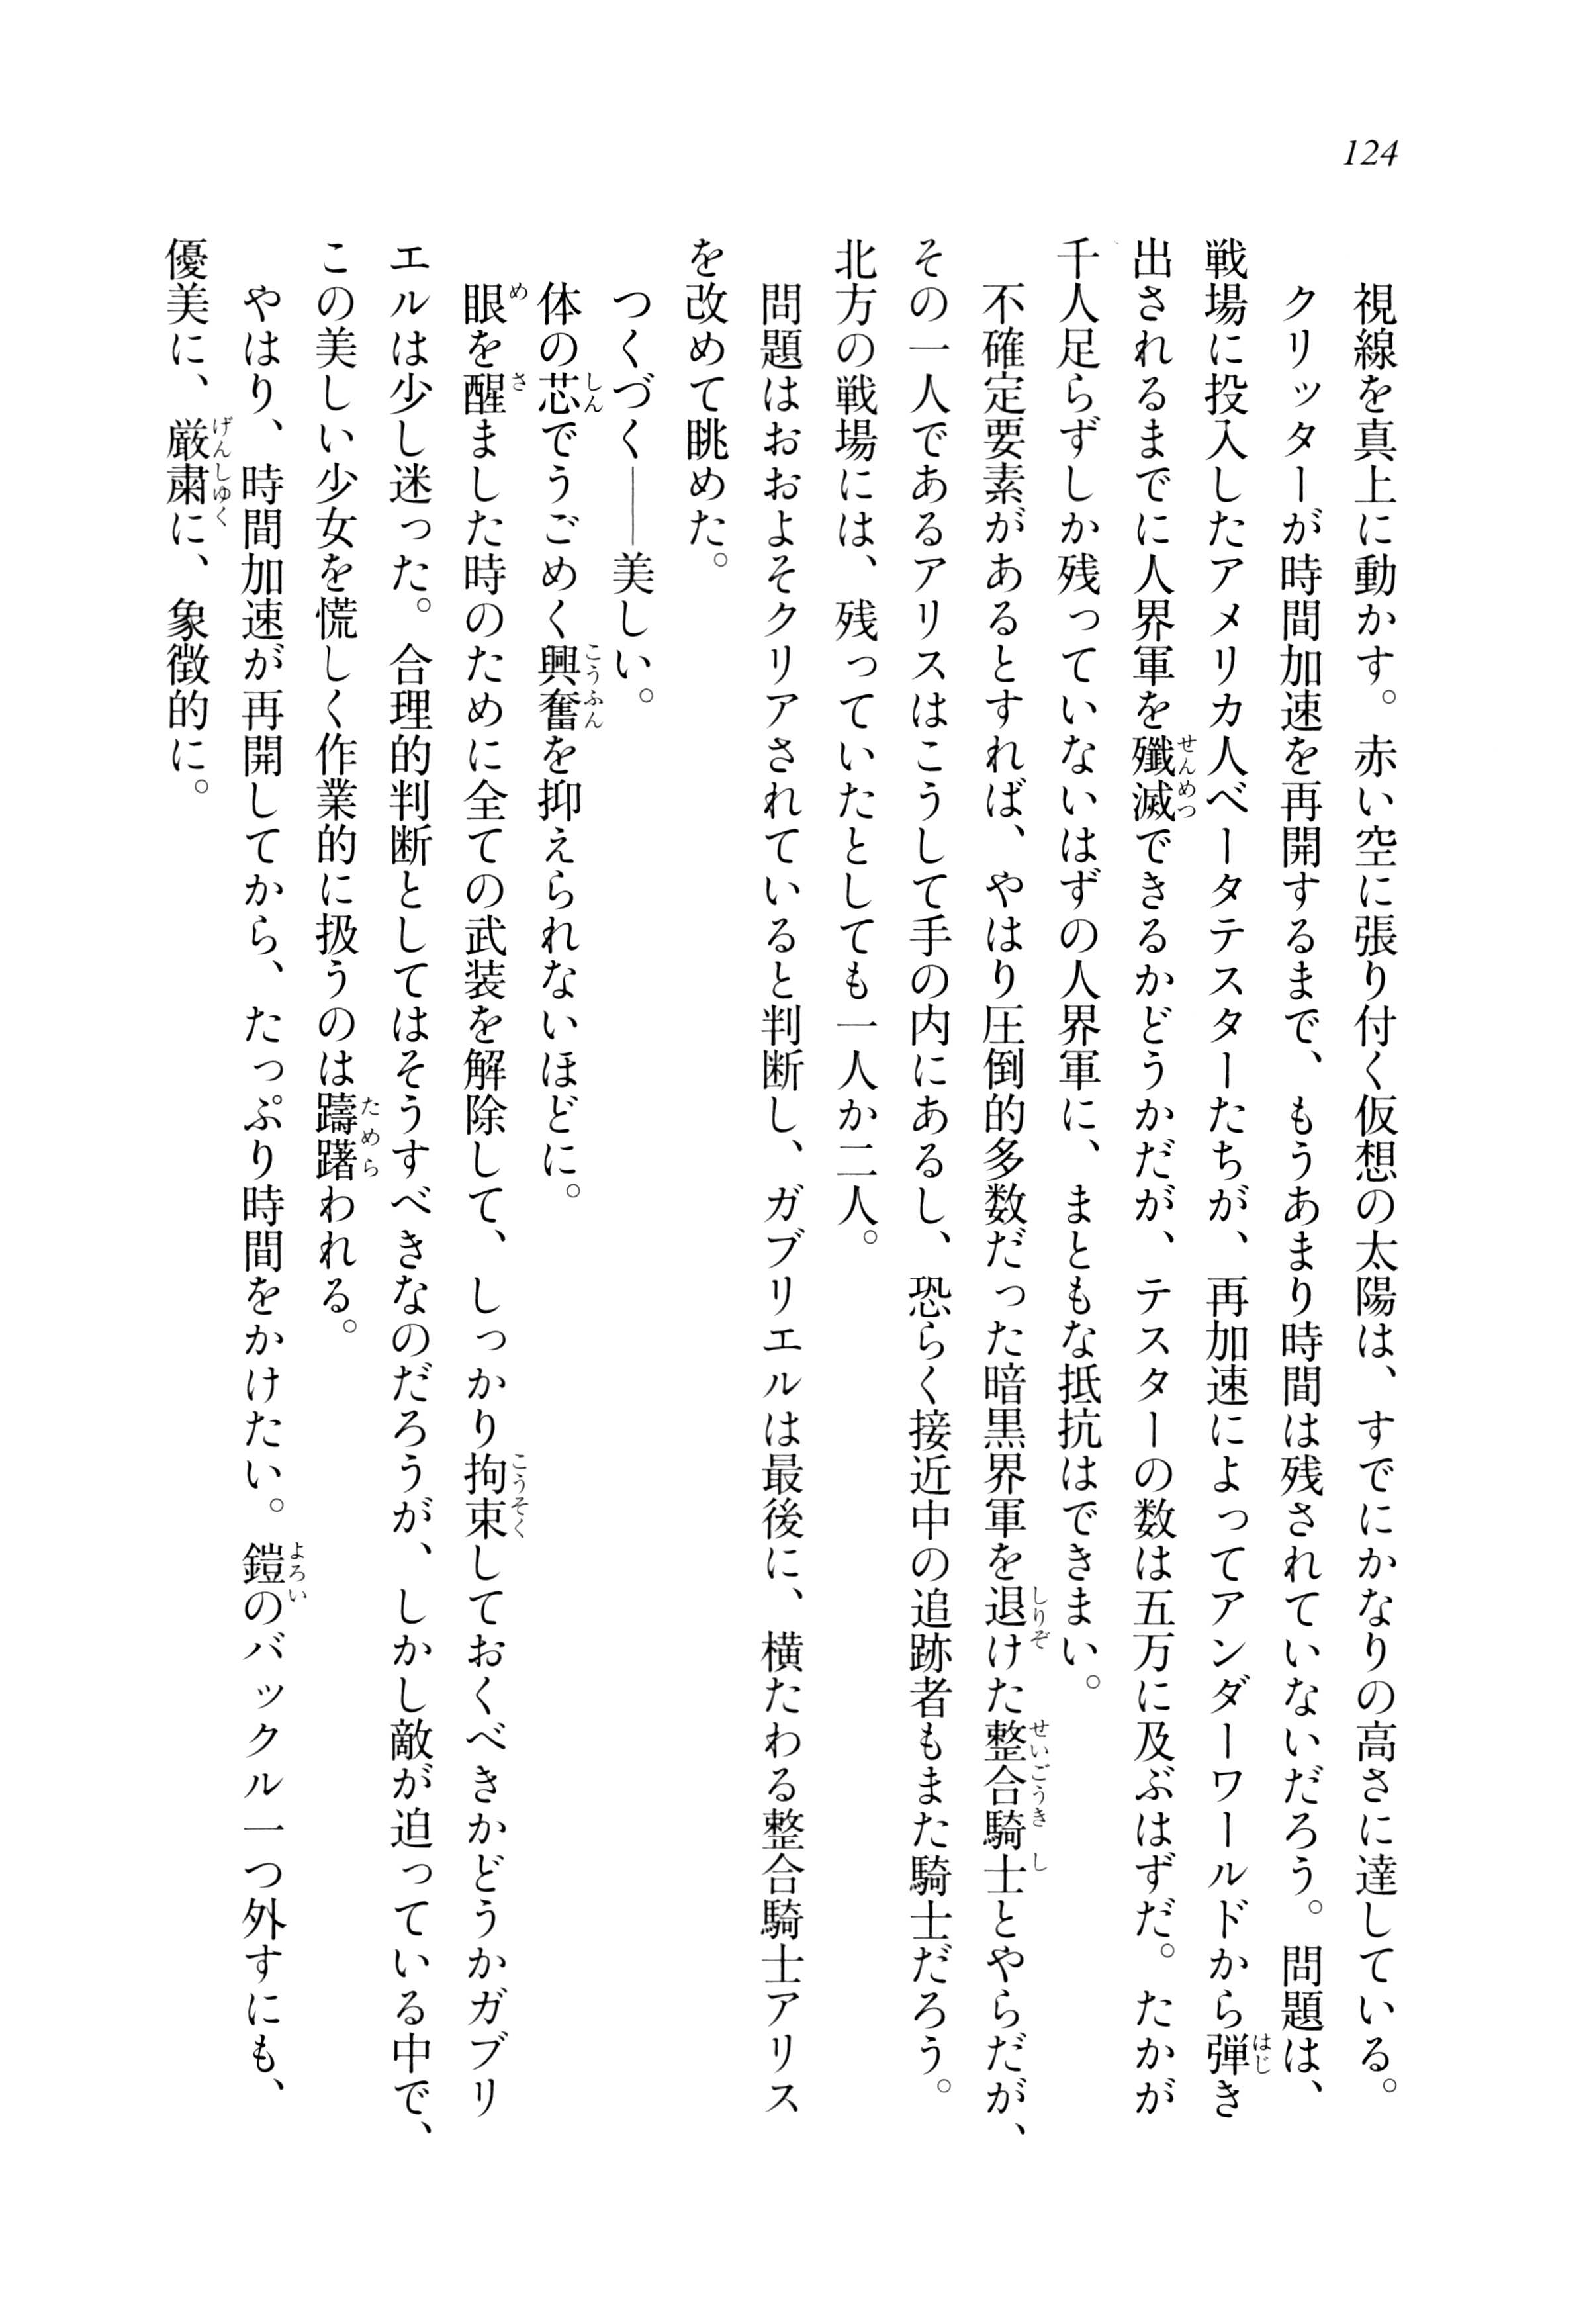 124
視線を真上に動かす。赤い空に張り付く仮想の太陽は、すでにかなりの高さに達している。
クリッターが時間加速を再開するまで、もうあまり時間は残されていないだろう。問題は、
戦場に投入したアメリカ人ベータテスターたちが、再加速によってアンダーワールドから弾き
出されるまでに人界軍を殲滅できるかどうかだが、テスターの数は五万に及ぶはずだ。たかが
千人足らずしか残っていないはずの人界軍に、まともな抵抗はできまい。
不確定要素があるとすれば、やはり圧倒的多数だった暗黒界軍を退けた整合騎士とやらだが、
その一人であるアリスはこうして手の内にあるし、恐らく接近中の追跡者もまた騎士だろう。
北方の戦場には、残っていたとしても一人か二人。
問題はおおよそクリアされていると判断し、ガブリエルは最後に、横たわる整合騎士アリス
を改めて眺めた。
つくづく――美しい。
体の芯でうごめく興奮を抑えられないほどに。
眼を醒ました時のために全ての武装を解除して、しっかり拘束しておくべきかどうかガブリ
エルは少し迷った。合理的判断としてはそうすべきなのだろうが、しかし敵が迫っている中で、
この美しい少女を慌しく作業的に扱うのは躊躇われる。
やはり、時間加速が再開してから、たっぷり時間をかけたい。鎧のバックル一つ外すにも、
優美に、厳粛に、象徴的に。